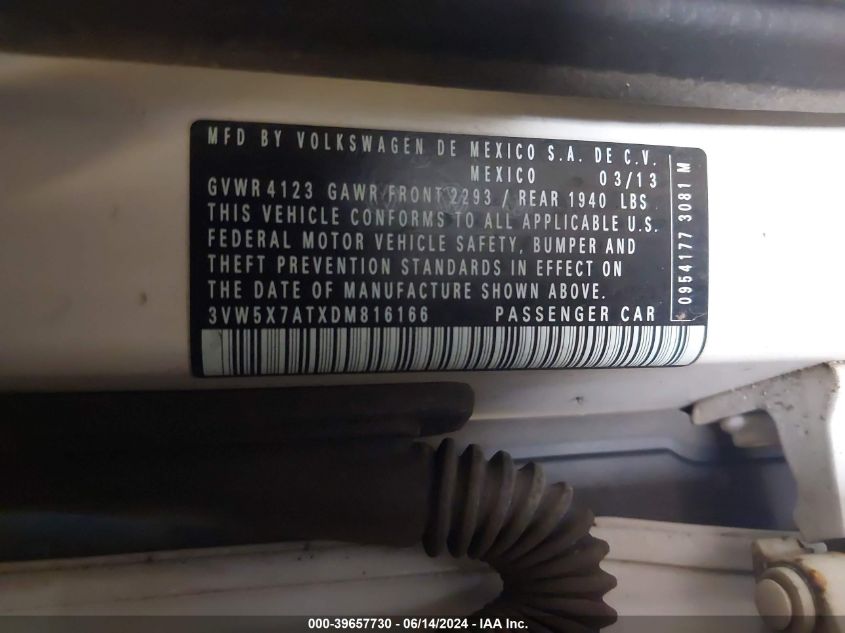 MFD BY VOLKSWAGEN DE MEXICO S.A. DE C.V.
MEXICO 03/13
GVWR 4123 GAWR FRONT 2293 / REAR 1940 LBS
THIS VEHICLE CONFORMS TO ALL APPLICABLE U.S.
FEDERAL MOTOR VEHICLE SAFETY, BUMPER AND
THEFT PREVENTION STANDARDS IN EFFECT ON
THE DATE OF MANUFACTURE SHOWN ABOVE.
3VW5X7ATXDM816166 PASSENGER CAR
0954177 3081 M
000-39657730 - 06/14/2024 - IAA Inc.